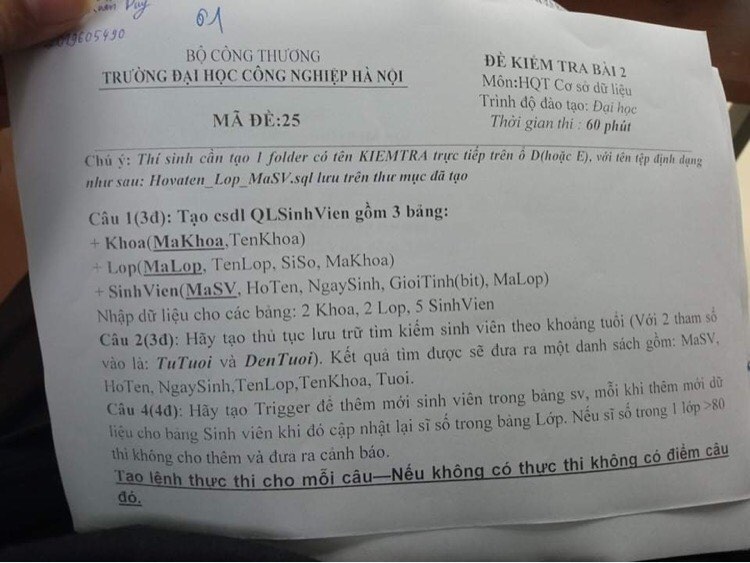 Duy
01
019605490
BỘ CÔNG THƯƠNG
TRƯỜNG ĐẠI HỌC CÔNG NGHIỆP HÀ NỘI
MÃ ĐỀ:25
ĐỀ KIỂM TRA BÀI 2
Môn:HQT Cơ sở dữ liệu
Trình độ đào tạo: Đại học
Thời gian thi : 60 phút
Chú ý: Thí sinh cần tạo 1 folder có tên KIEMTRA trực tiếp trên ổ D(hoặc E), với tên tệp định dạng
như sau: Hovaten_Lop_MaSV.sql lưu trên thư mục đã tạo
Câu 1(3đ): Tạo csdl QLSinhVien gồm 3 bảng:
+ Khoa(MaKhoa,TenKhoa)
+ Lop(MaLop, TenLop, SiSo, MaKhoa)
+ SinhVien(MaSV, HoTen, NgaySinh, GioiTinh(bit), MaLop)
Nhập dữ liệu cho các bảng: 2 Khoa, 2 Lop, 5 SinhVien
Câu 2(3đ): Hãy tạo thủ tục lưu trữ tìm kiếm sinh viên theo khoảng tuổi (Với 2 tham số
vào là: TuTuoi và DenTuoi). Kết quả tìm được sẽ đưa ra một danh sách gồm: MaSV,
HoTen, NgaySinh,TenLop,TenKhoa, Tuoi.
Câu 4(4đ): Hãy tạo Trigger để thêm mới sinh viên trong bảng sv, mỗi khi thêm mới dữ
liệu cho bảng Sinh viên khi đó cập nhật lại sĩ số trong bảng Lớp. Nếu sĩ số trong 1 lớp >80
thì không cho thêm và đưa ra cảnh báo.
Tạo lệnh thực thi cho mỗi câu—Nếu không có thực thi không có điểm câu
đó.